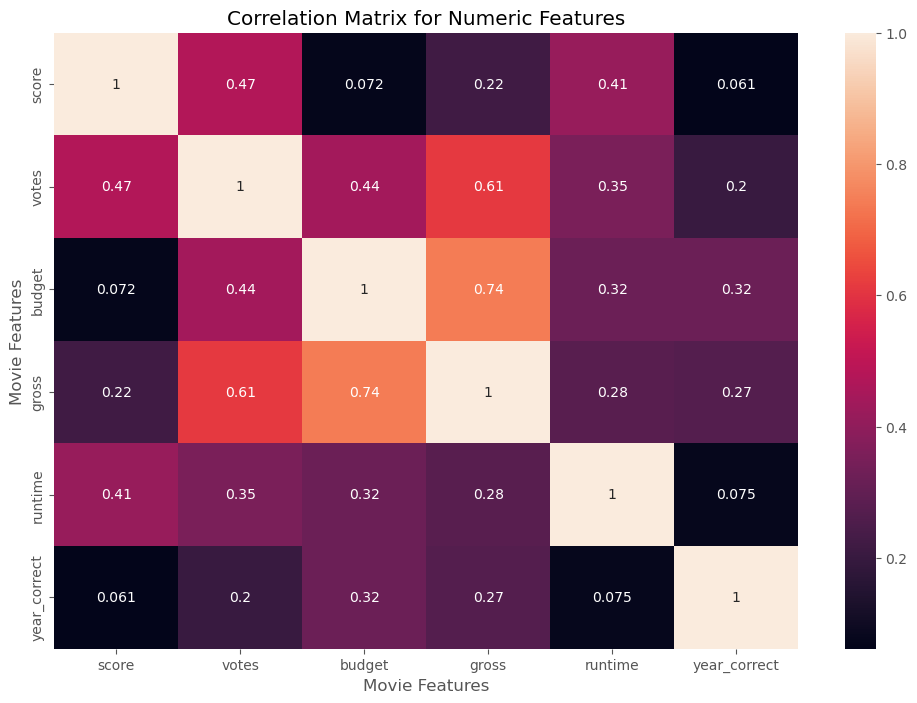 Correlation Matrix for Numeric Features
Movie Features
score
1
0.47
0.072
0.22
0.41
0.061
votes
0.47
1
0.44
0.61
0.35
0.2
budget
0.072
0.44
1
0.74
0.32
0.32
gross
0.22
0.61
0.74
1
0.28
0.27
runtime
0.41
0.35
0.32
0.28
1
0.075
year_correct
0.061
0.2
0.32
0.27
0.075
1
score
votes
budget
gross
runtime
year_correct
Movie Features
1.0
0.8
0.6
0.4
0.2